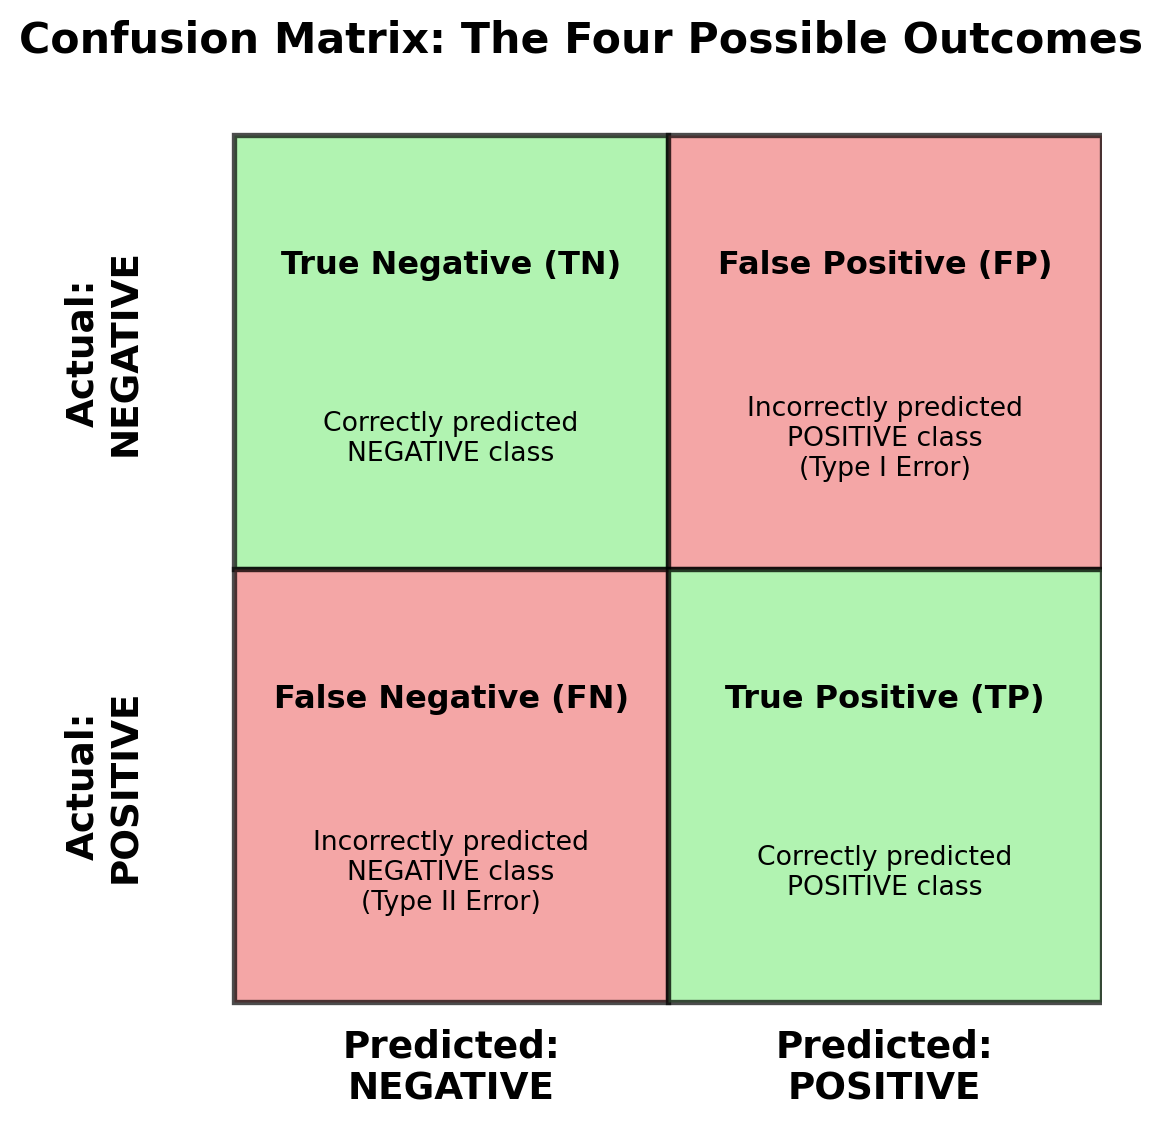 Confusion Matrix: The Four Possible Outcomes
Actual:
NEGATIVE
True Negative (TN)
Correctly predicted
NEGATIVE class
False Positive (FP)
Incorrectly predicted
POSITIVE class
(Type I Error)
Actual:
POSITIVE
False Negative (FN)
Incorrectly predicted
NEGATIVE class
(Type II Error)
True Positive (TP)
Correctly predicted
POSITIVE class
Predicted:
NEGATIVE
Predicted:
POSITIVE